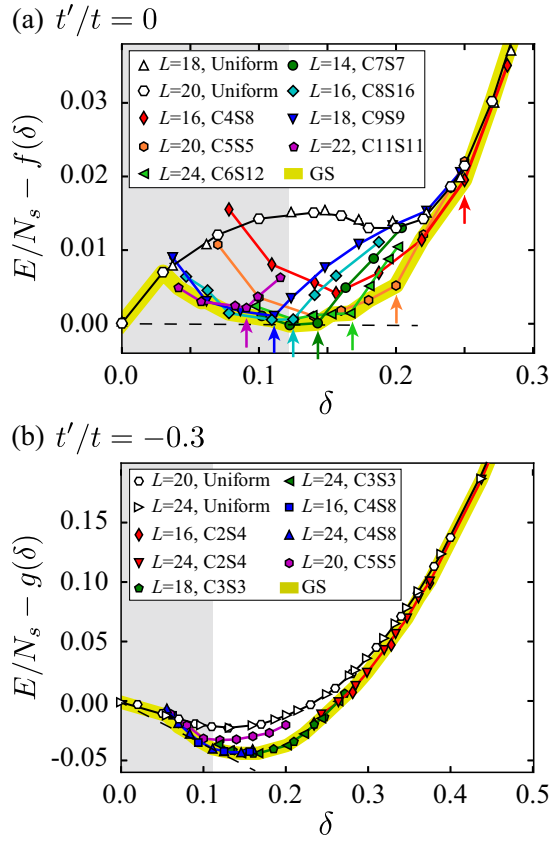 (a) t′/t = 0
E/Nₛ − f(δ)
0.03
0.02
0.01
0.00
L=18, Uniform
L=20, Uniform
L=16, C4S8
L=20, C5S5
L=24, C6S12
L=14, C7S7
L=16, C8S16
L=18, C9S9
L=22, C11S11
GS
0.0 0.1 0.2 0.3
δ
(b) t′/t = −0.3
E/Nₛ − g(δ)
0.15
0.10
0.05
0.00
-0.05
L=20, Uniform
L=24, Uniform
L=16, C2S4
L=24, C2S4
L=18, C3S3
L=24, C3S3
L=16, C4S8
L=24, C4S8
L=20, C5S5
GS
0.0 0.1 0.2 0.3 0.4 0.5
δ